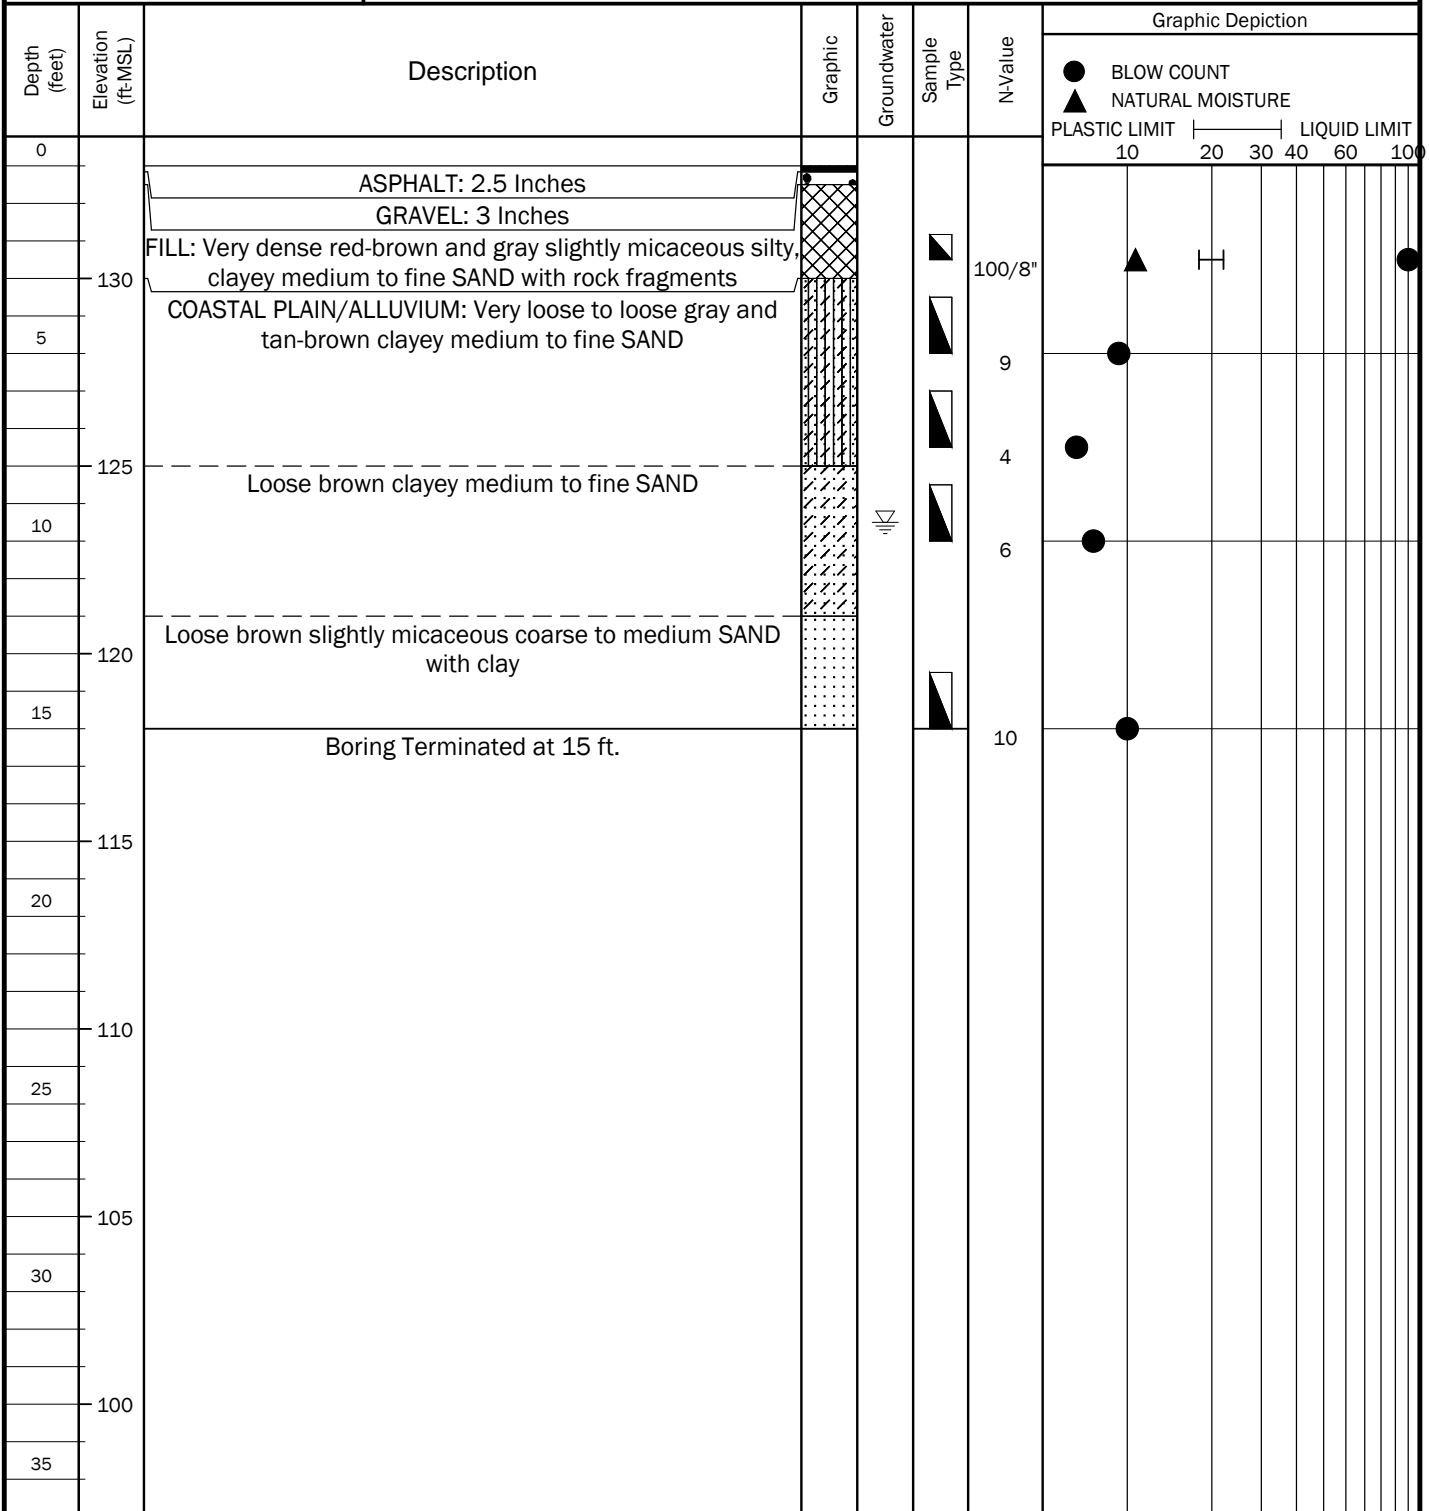 Depth
(feet)
Elevation
(ft-MSL)
Description
Graphic
Groundwater
Sample
Type
N-Value
Graphic Depiction
BLOW COUNT
NATURAL MOISTURE
PLASTIC LIMIT LIQUID LIMIT
10 20 30 40 60 100
0
ASPHALT: 2.5 Inches
GRAVEL: 3 Inches
FILL: Very dense red-brown and gray slightly micaceous silty,
clayey medium to fine SAND with rock fragments
130
100/8"
COASTAL PLAIN/ALLUVIUM: Very loose to loose gray and
tan-brown clayey medium to fine SAND
5
9
4
125
Loose brown clayey medium to fine SAND
10
6
Loose brown slightly micaceous coarse to medium SAND
with clay
120
15
10
Boring Terminated at 15 ft.
115
20
110
25
105
30
100
35